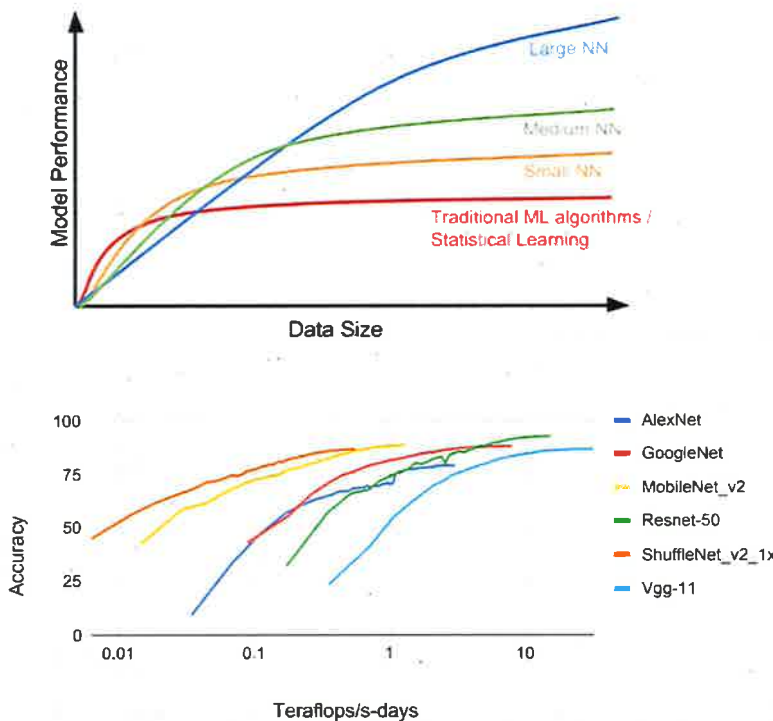 Model Performance
Large NN
Medium NN
Small NN
Traditional ML algorithms /
Statistical Learning
Data Size
Accuracy
100
75
50
25
0
0.01
0.1
1
10
Teraflops/s-days
AlexNet
GoogleNet
MobileNet_v2
Resnet-50
ShuffleNet_v2_1x
Vgg-11